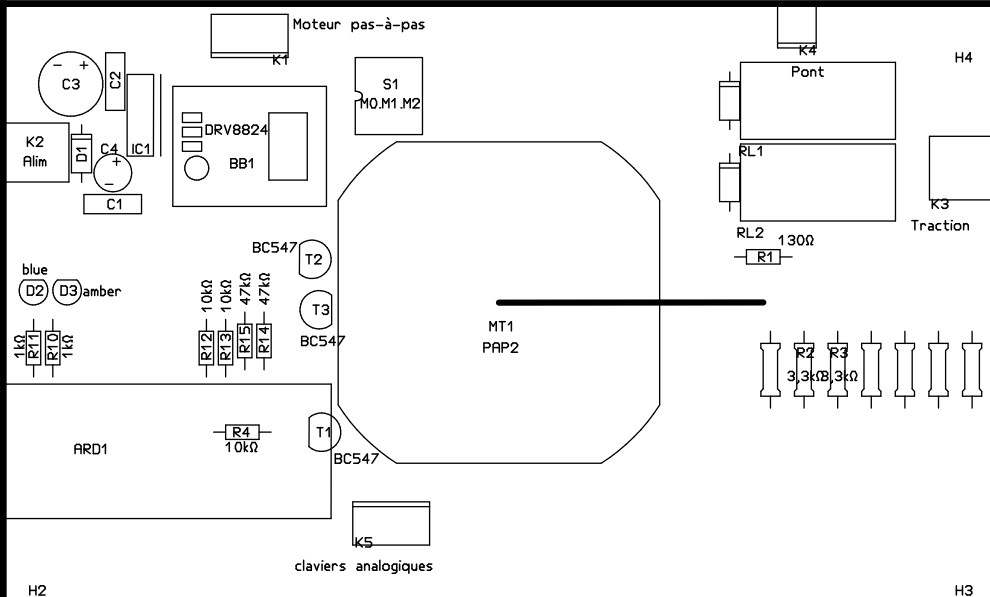 Moteur pas-à-pas
K1
K4
Pont
H4
C3
C2
S1
M0.M1.M2
K2
Alim
D1
C4
IC1
DRV8824
BB1
RL1
C1
K3
Traction
RL2
130Ω
R1
BC547
T2
blue
D2
D3
amber
10kΩ
10kΩ
47kΩ
47kΩ
T3
BC547
1kΩ
R11
R10
1kΩ
R12
R13
R15
R14
MT1
PAP2
R2
R3
3,3kΩ
3,3kΩ
ARD1
R4
10kΩ
T1
BC547
K5
claviers analogiques
H2
H3